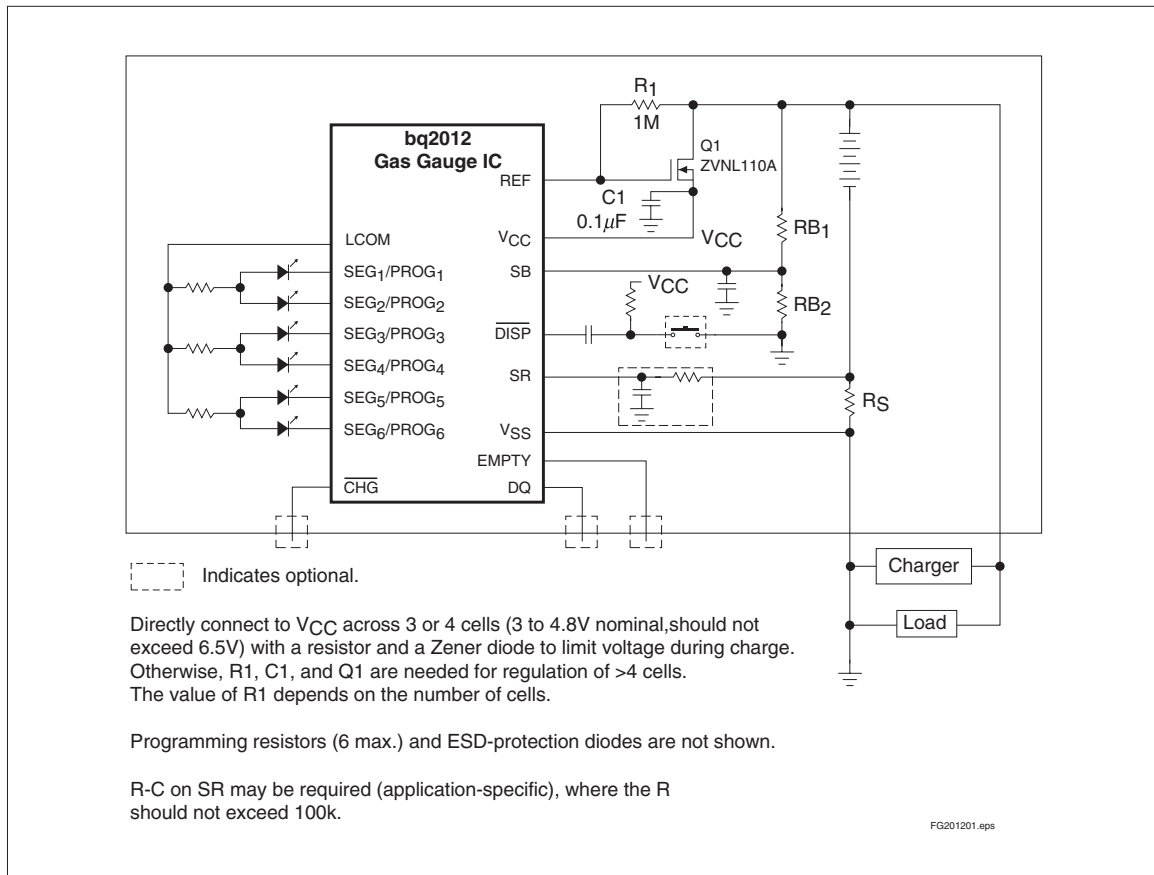 bq2012
Gas Gauge IC
R1
1M
Q1
ZVNL110A
REF
C1
0.1μF
VCC
VCC
LCOM
SB
RB1
SEG1/PROG1
SEG2/PROG2
VCC
RB2
SEG3/PROG3
DISP
SEG4/PROG4
SR
SEG5/PROG5
RS
SEG6/PROG6
VSS
EMPTY
CHG
DQ
Indicates optional.
Charger
Load
Directly connect to VCC across 3 or 4 cells (3 to 4.8V nominal,should not
exceed 6.5V) with a resistor and a Zener diode to limit voltage during charge.
Otherwise, R1, C1, and Q1 are needed for regulation of >4 cells.
The value of R1 depends on the number of cells.
Programming resistors (6 max.) and ESD-protection diodes are not shown.
R-C on SR may be required (application-specific), where the R
should not exceed 100k.
FG201201.eps